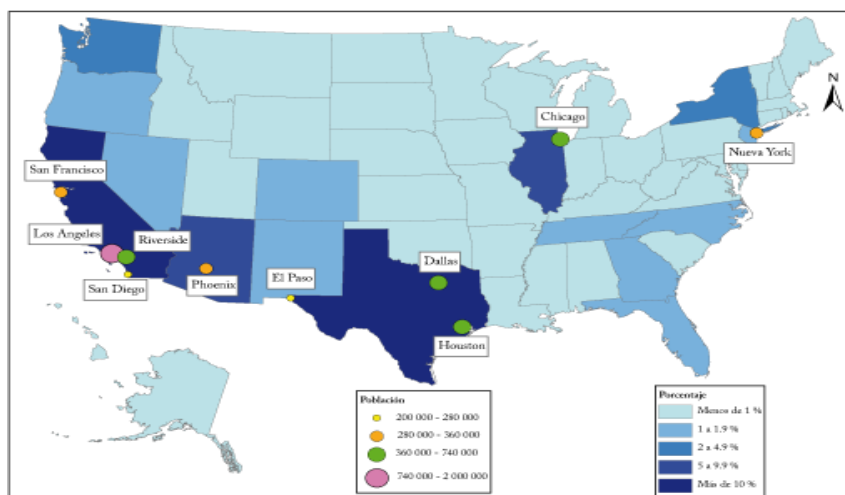 N
Chicago
Nueva York
San Francisco
Los Angeles
Riverside
San Diego
Phoenix
El Paso
Dallas
Houston
Población
200 000 - 280 000
280 000 - 360 000
360 000 - 740 000
740 000 - 2 000 000
Porcentaje
Menos de 1 %
1 a 1.9 %
2 a 4.9 %
5 a 9.9 %
Más de 10 %